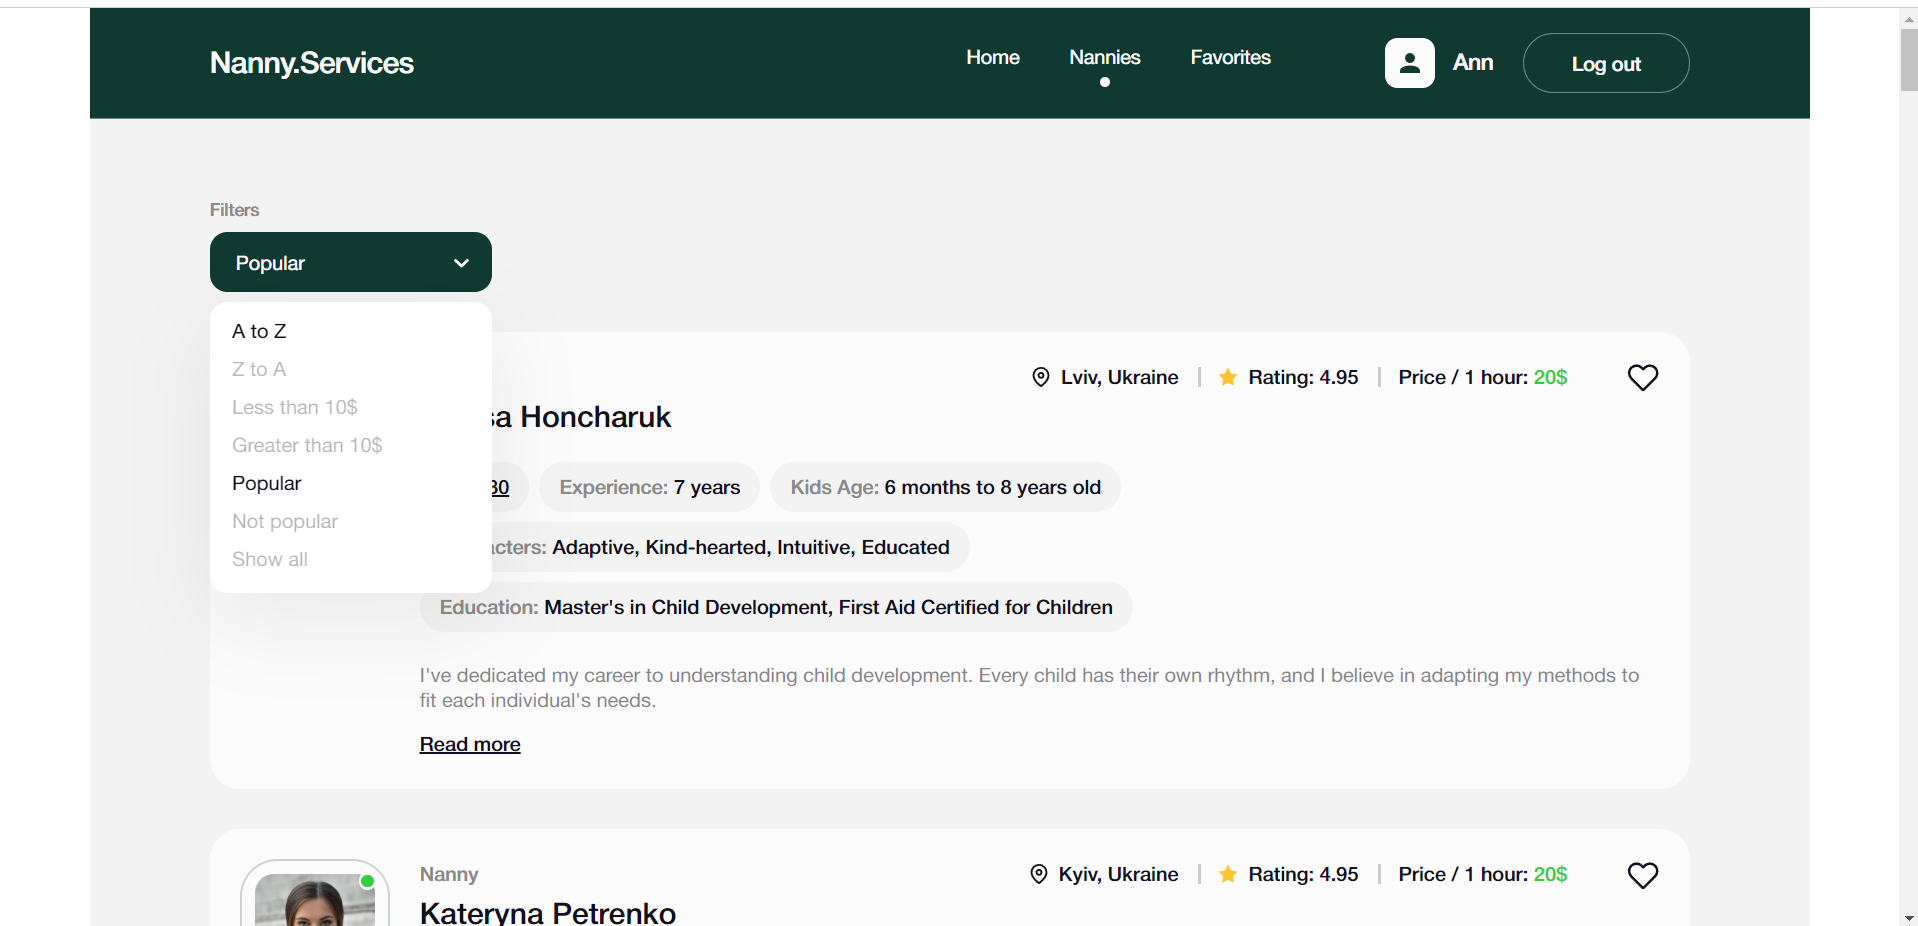 Nanny.Services
Home Nannies Favorites Ann Log out
Filters
Popular
A to Z
Z to A
Less than 10$
Greater than 10$
Popular
Not popular
Show all
Lviv, Ukraine | Rating: 4.95 | Price / 1 hour: 20$
Honcharuk
30 Experience: 7 years Kids Age: 6 months to 8 years old
Adaptive, Kind-hearted, Intuitive, Educated
Education: Master's in Child Development, First Aid Certified for Children
I've dedicated my career to understanding child development. Every child has their own rhythm, and I believe in adapting my methods to
fit each individual's needs.
Read more
Nanny Kyiv, Ukraine | Rating: 4.95 | Price / 1 hour: 20$
Kateryna Petrenko